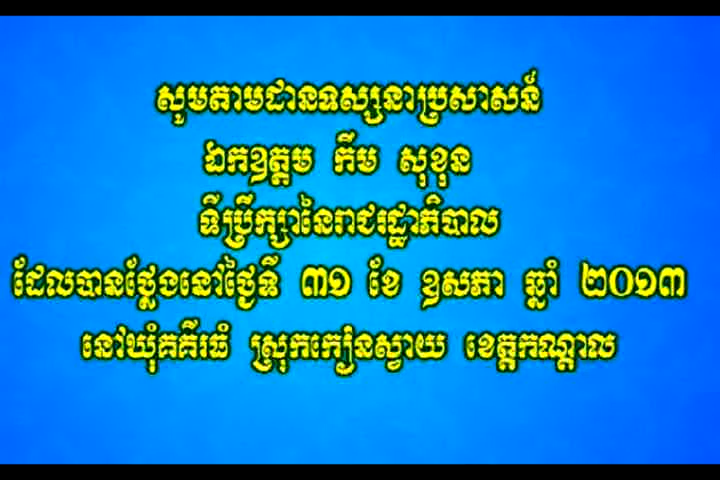 សូមតាមដានទស្សនាប្រសាសន៍
ឯកឧត្តម កឹម សុខុន
ទីប្រឹក្សានៃរាជរដ្ឋាភិបាល
ដែលបានថ្លែងនៅថ្ងៃទី ៣១ ខែ ឧសភា ឆ្នាំ ២០១៣
នៅឃុំគគីរធំ ស្រុកកៀនស្វាយ ខេត្តកណ្តាល